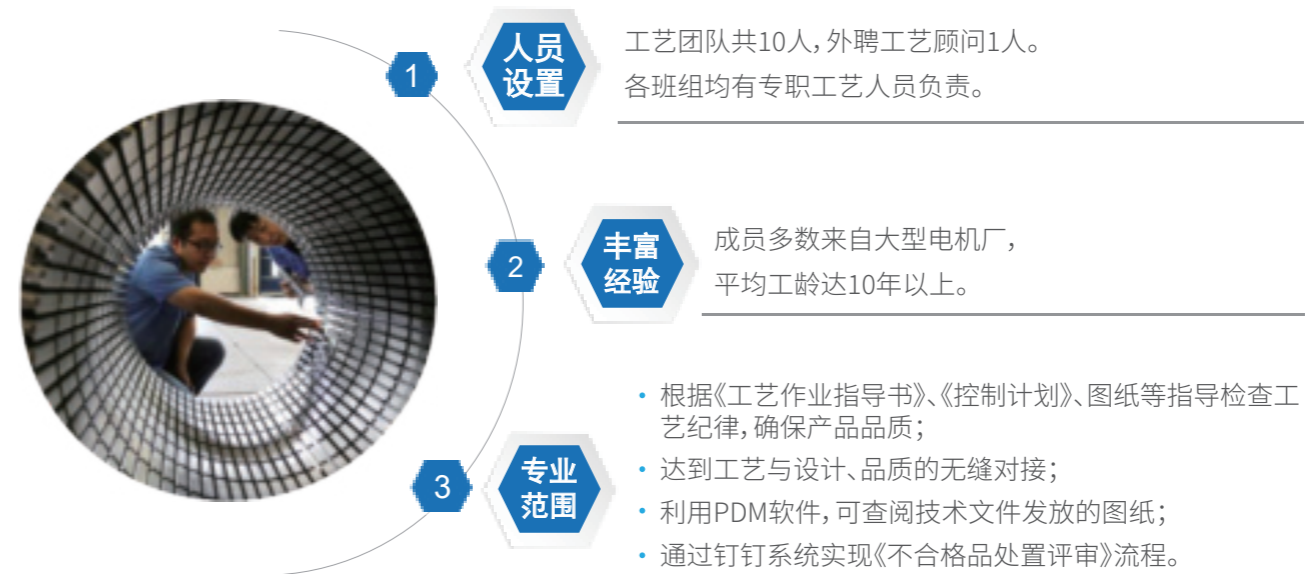 1
人员
设置
工艺团队共10人，外聘工艺顾问1人。
各班组均有专职工艺人员负责。
2
丰富
经验
成员多数来自大型电机厂，
平均工龄达10年以上。
3
专业
范围
• 根据《工艺作业指导书》、《控制计划》、图纸等指导检查工
艺纪律，确保产品品质；
• 达到工艺与设计、品质的无缝对接；
• 利用PDM软件，可查阅技术文件发放的图纸；
• 通过钉钉系统实现《不合格品处置评审》流程。